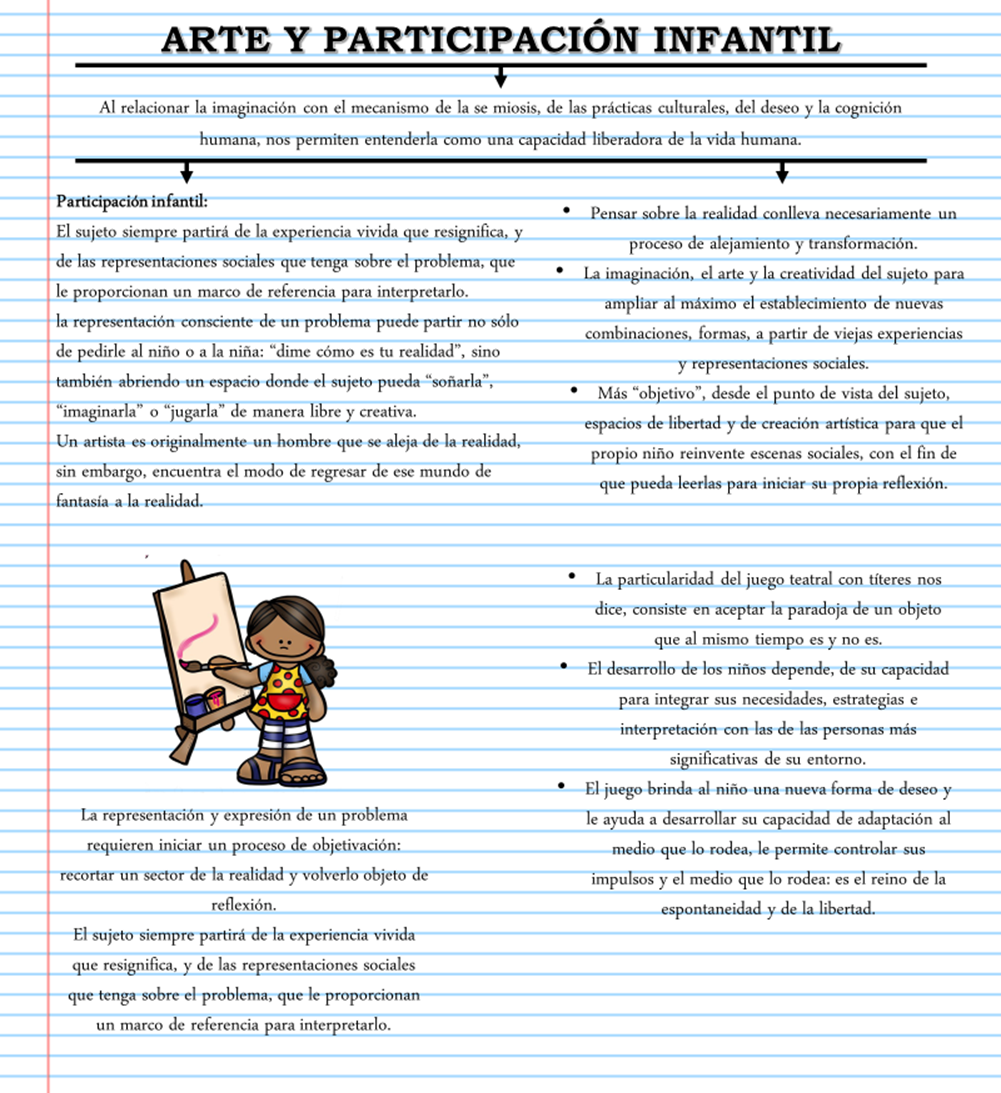 ARTE Y PARTICIPACIÓN INFANTIL
Al relacionar la imaginación con el mecanismo de la se miosis, de las prácticas culturales, del deseo y la cognición
humana, nos permiten entenderla como una capacidad liberadora de la vida humana.
Participación infantil:
El sujeto siempre partirá de la experiencia vivida que resignifica, y
de las representaciones sociales que tenga sobre el problema, que
le proporcionan un marco de referencia para interpretarlo.
la representación consciente de un problema puede partir no sólo
de pedirle al niño o a la niña: “dime cómo es tu realidad”, sino
también abriendo un espacio donde el sujeto pueda “soñarla”,
“imaginarla” o “jugarla” de manera libre y creativa.
Un artista es originalmente un hombre que se aleja de la realidad,
sin embargo, encuentra el modo de regresar de ese mundo de
fantasía a la realidad.
• Pensar sobre la realidad conlleva necesariamente un
proceso de alejamiento y transformación.
• La imaginación, el arte y la creatividad del sujeto para
ampliar al máximo el establecimiento de nuevas
combinaciones, formas, a partir de viejas experiencias
y representaciones sociales.
• Más “objetivo”, desde el punto de vista del sujeto,
espacios de libertad y de creación artística para que el
propio niño reinvente escenas sociales, con el fin de
que pueda leerlas para iniciar su propia reflexión.
La representación y expresión de un problema
requieren iniciar un proceso de objetivación:
recortar un sector de la realidad y volverlo objeto de
reflexión.
El sujeto siempre partirá de la experiencia vivida
que resignifica, y de las representaciones sociales
que tenga sobre el problema, que le proporcionan
un marco de referencia para interpretarlo.
• La particularidad del juego teatral con títeres nos
dice, consiste en aceptar la paradoja de un objeto
que al mismo tiempo es y no es.
• El desarrollo de los niños depende, de su capacidad
para integrar sus necesidades, estrategias e
interpretación con las de las personas más
significativas de su entorno.
• El juego brinda al niño una nueva forma de deseo y
le ayuda a desarrollar su capacidad de adaptación al
medio que lo rodea, le permite controlar sus
impulsos y el medio que lo rodea: es el reino de la
espontaneidad y de la libertad.